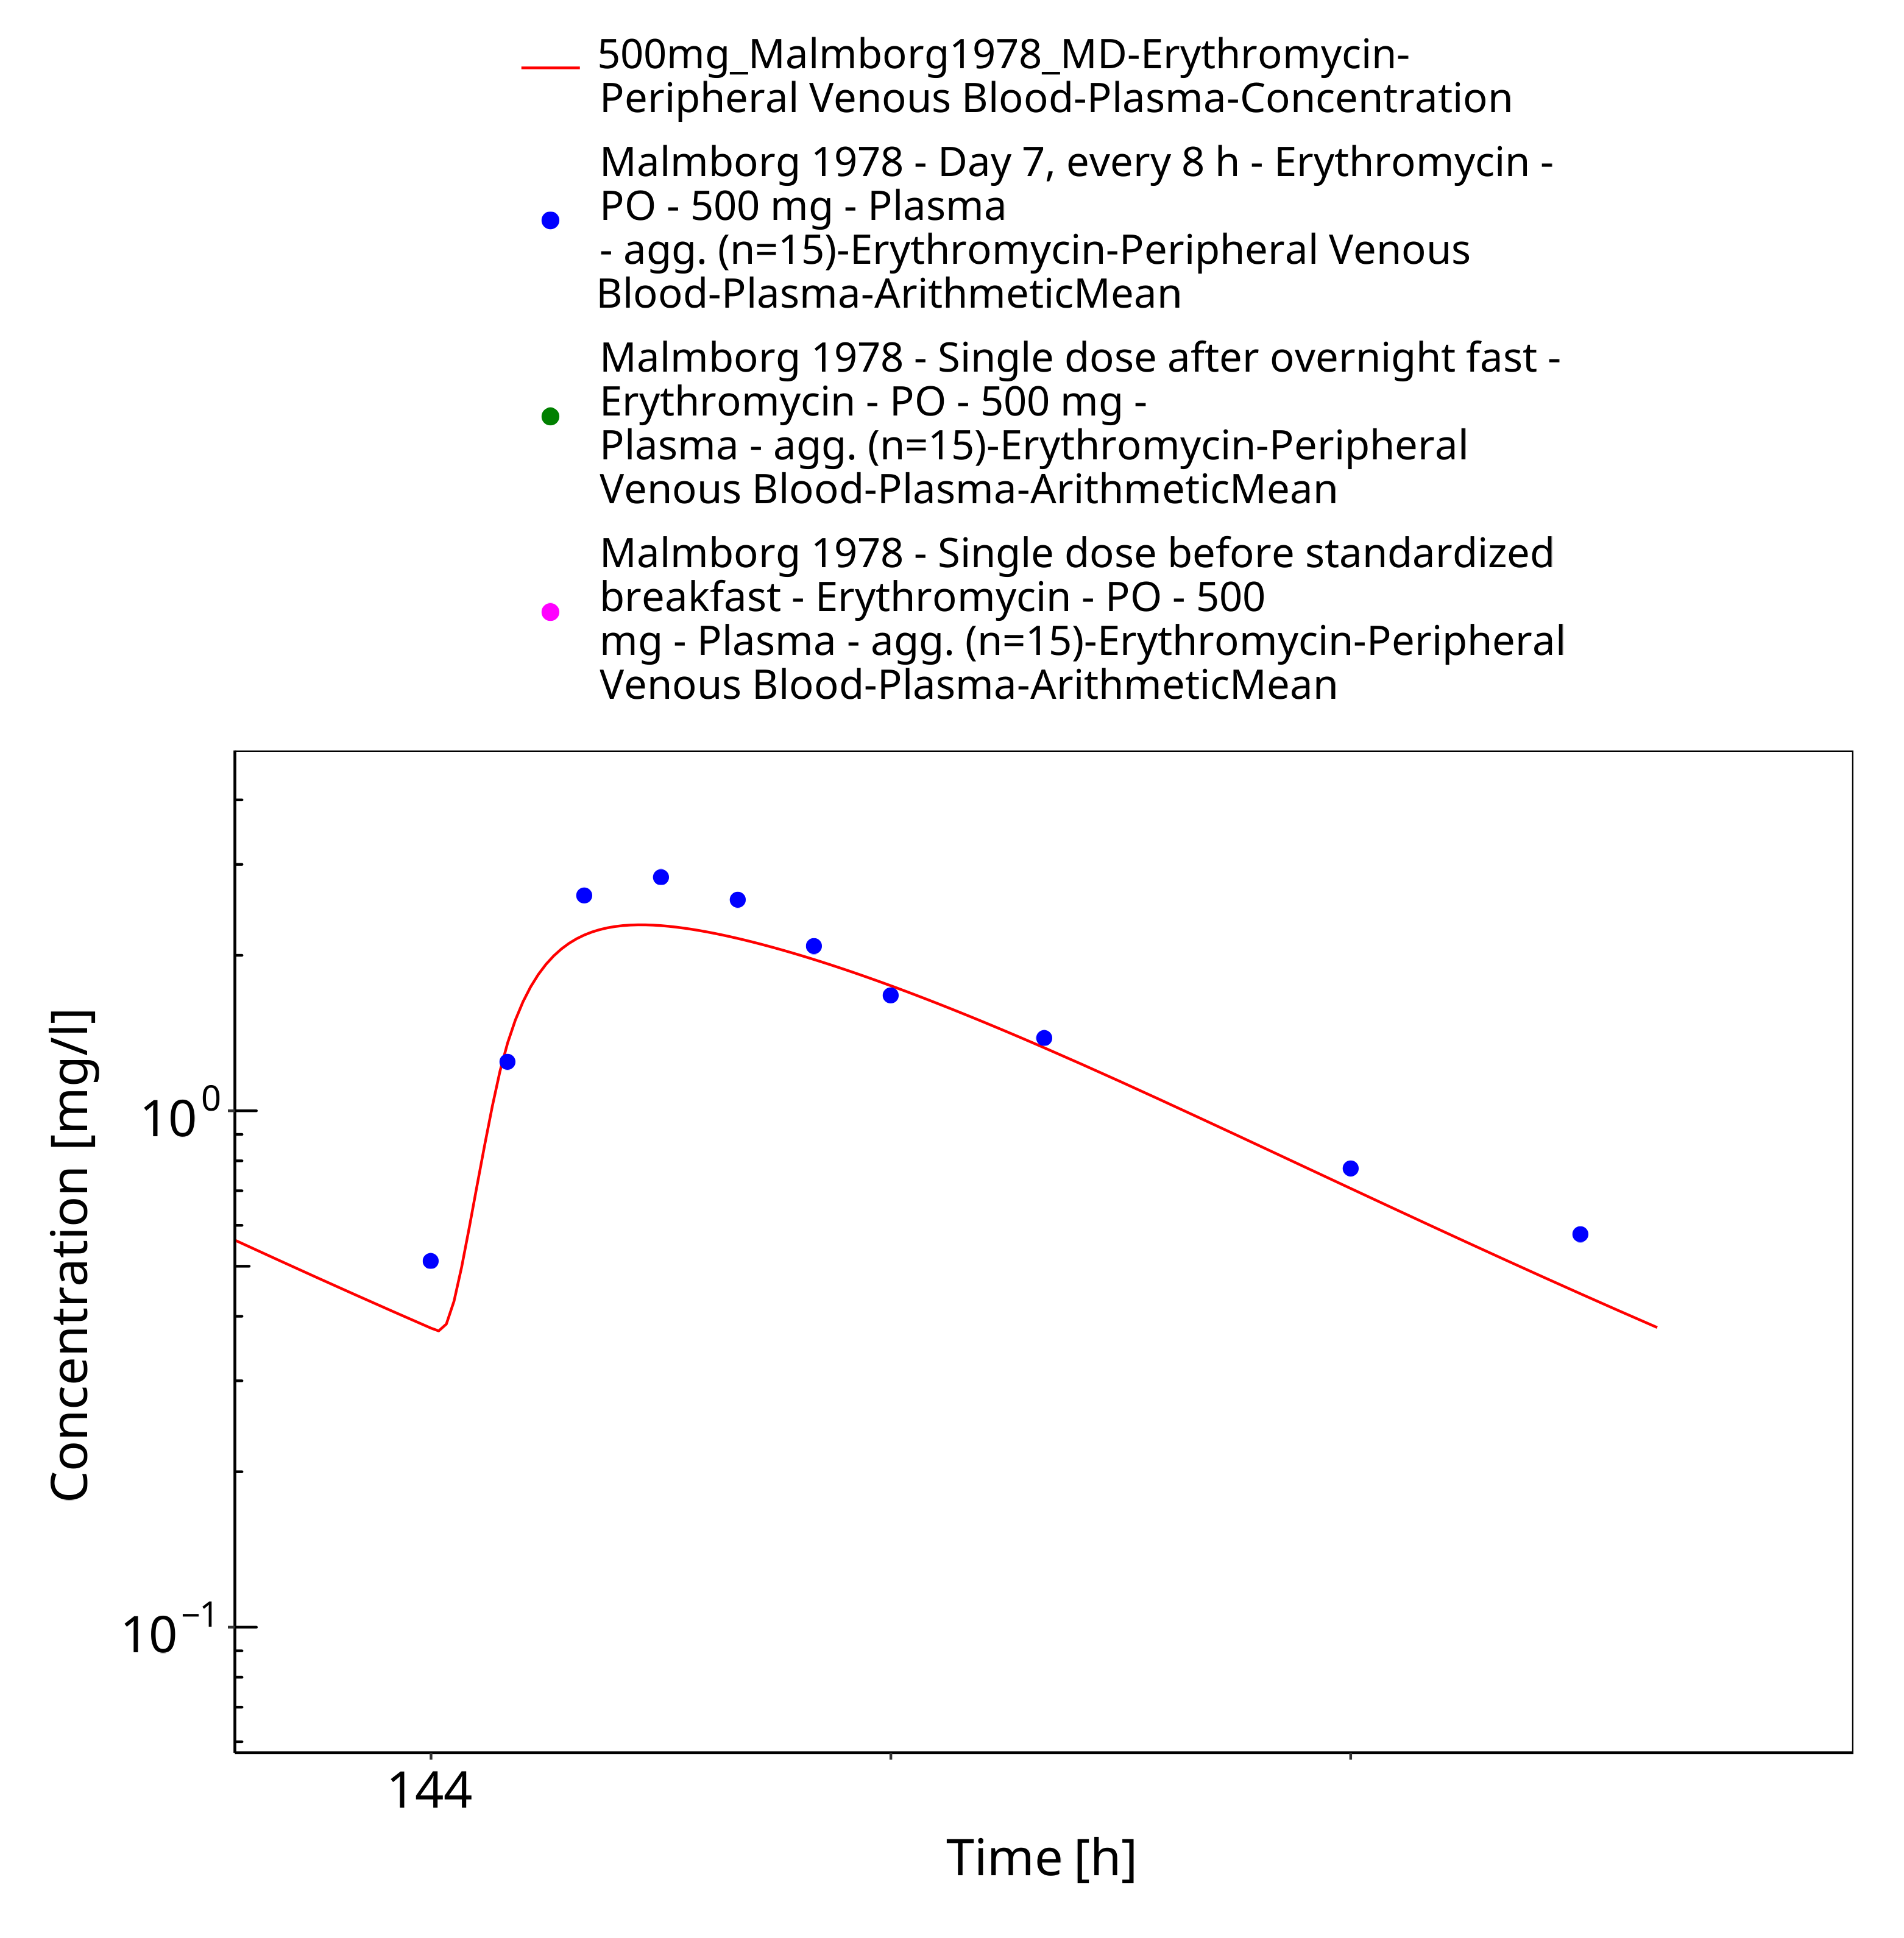 500mg_Malmborg1978_MD-Erythromycin-
Peripheral Venous Blood-Plasma-Concentration
Malmborg 1978 - Day 7, every 8 h - Erythromycin -
PO - 500 mg - Plasma
- agg. (n=15)-Erythromycin-Peripheral Venous
Blood-Plasma-ArithmeticMean
Malmborg 1978 - Single dose after overnight fast -
Erythromycin - PO - 500 mg -
Plasma - agg. (n=15)-Erythromycin-Peripheral
Venous Blood-Plasma-ArithmeticMean
Malmborg 1978 - Single dose before standardized
breakfast - Erythromycin - PO - 500
mg - Plasma - agg. (n=15)-Erythromycin-Peripheral
Venous Blood-Plasma-ArithmeticMean
Concentration [mg/l]
10⁰
10⁻¹
144
Time [h]